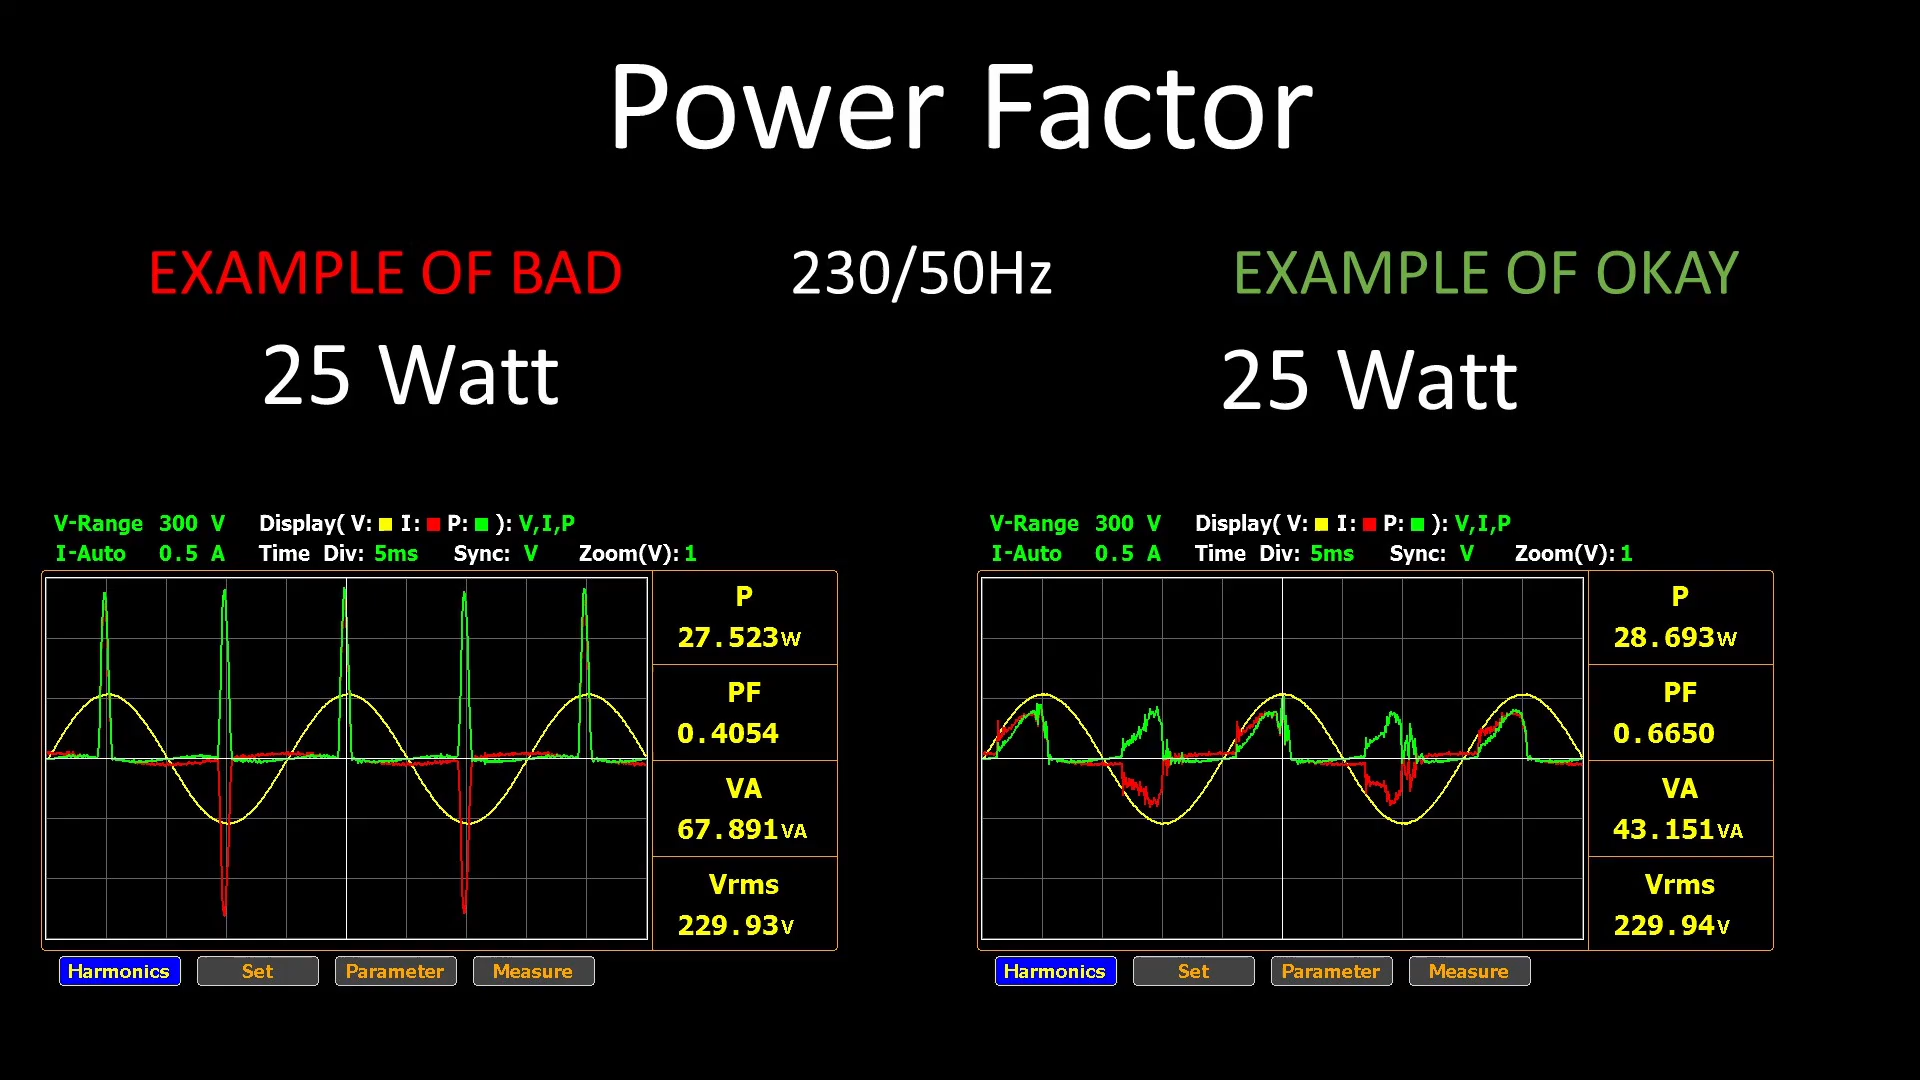 Power Factor
EXAMPLE OF BAD
230/50Hz
EXAMPLE OF OKAY
25 Watt
25 Watt
V-Range 300 V Display( V: I: P: ): V,I,P
I-Auto 0.5 A Time Div: 5ms Sync: V Zoom(V): 1
P
27.523W
PF
0.4054
VA
67.891VA
Vrms
229.93V
Harmonics Set Parameter Measure
V-Range 300 V Display( V: I: P: ): V,I,P
I-Auto 0.5 A Time Div: 5ms Sync: V Zoom(V): 1
P
28.693W
PF
0.6650
VA
43.151VA
Vrms
229.94V
Harmonics Set Parameter Measure